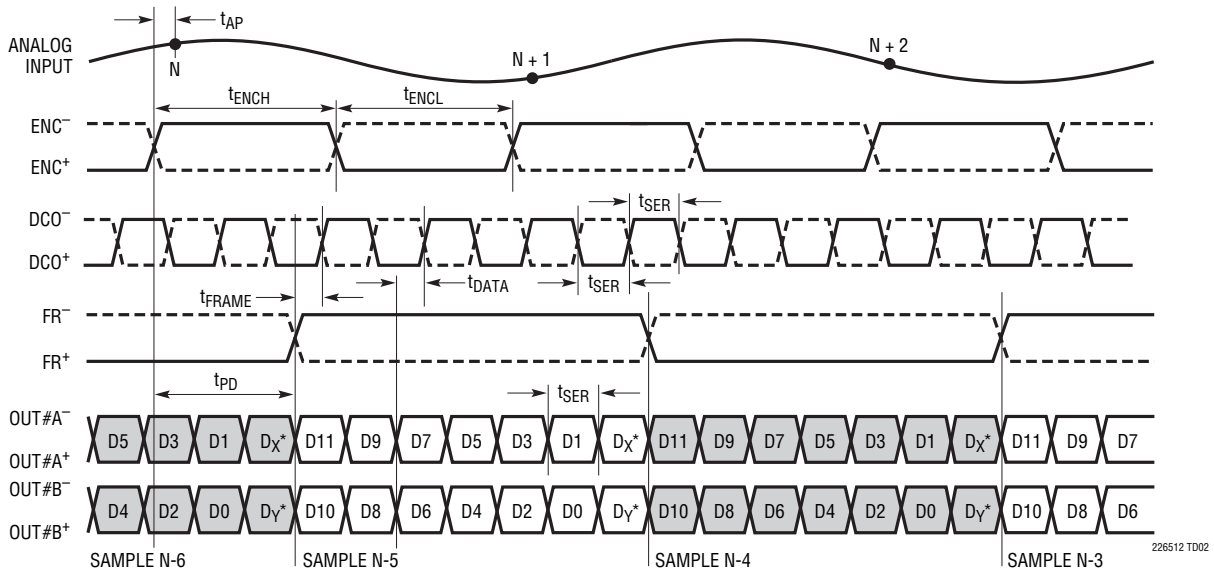 t_AP
ANALOG
INPUT
N
N + 1
N + 2
t_ENCH
t_ENCL
ENC⁻
ENC⁺
DCO⁻
DCO⁺
t_SER
t_FRAME
t_DATA
t_SER
FR⁻
FR⁺
t_PD
t_SER
OUT#A⁻
D5 D3 D1 D_X* D11 D9 D7 D5 D3 D1 D_X* D11 D9 D7 D5 D3 D1 D_X* D11 D9 D7
OUT#A⁺
OUT#B⁻
D4 D2 D0 D_Y* D10 D8 D6 D4 D2 D0 D_Y* D10 D8 D6 D4 D2 D0 D_Y* D10 D8 D6
OUT#B⁺
SAMPLE N-6 SAMPLE N-5 SAMPLE N-4 SAMPLE N-3
226512 TD02